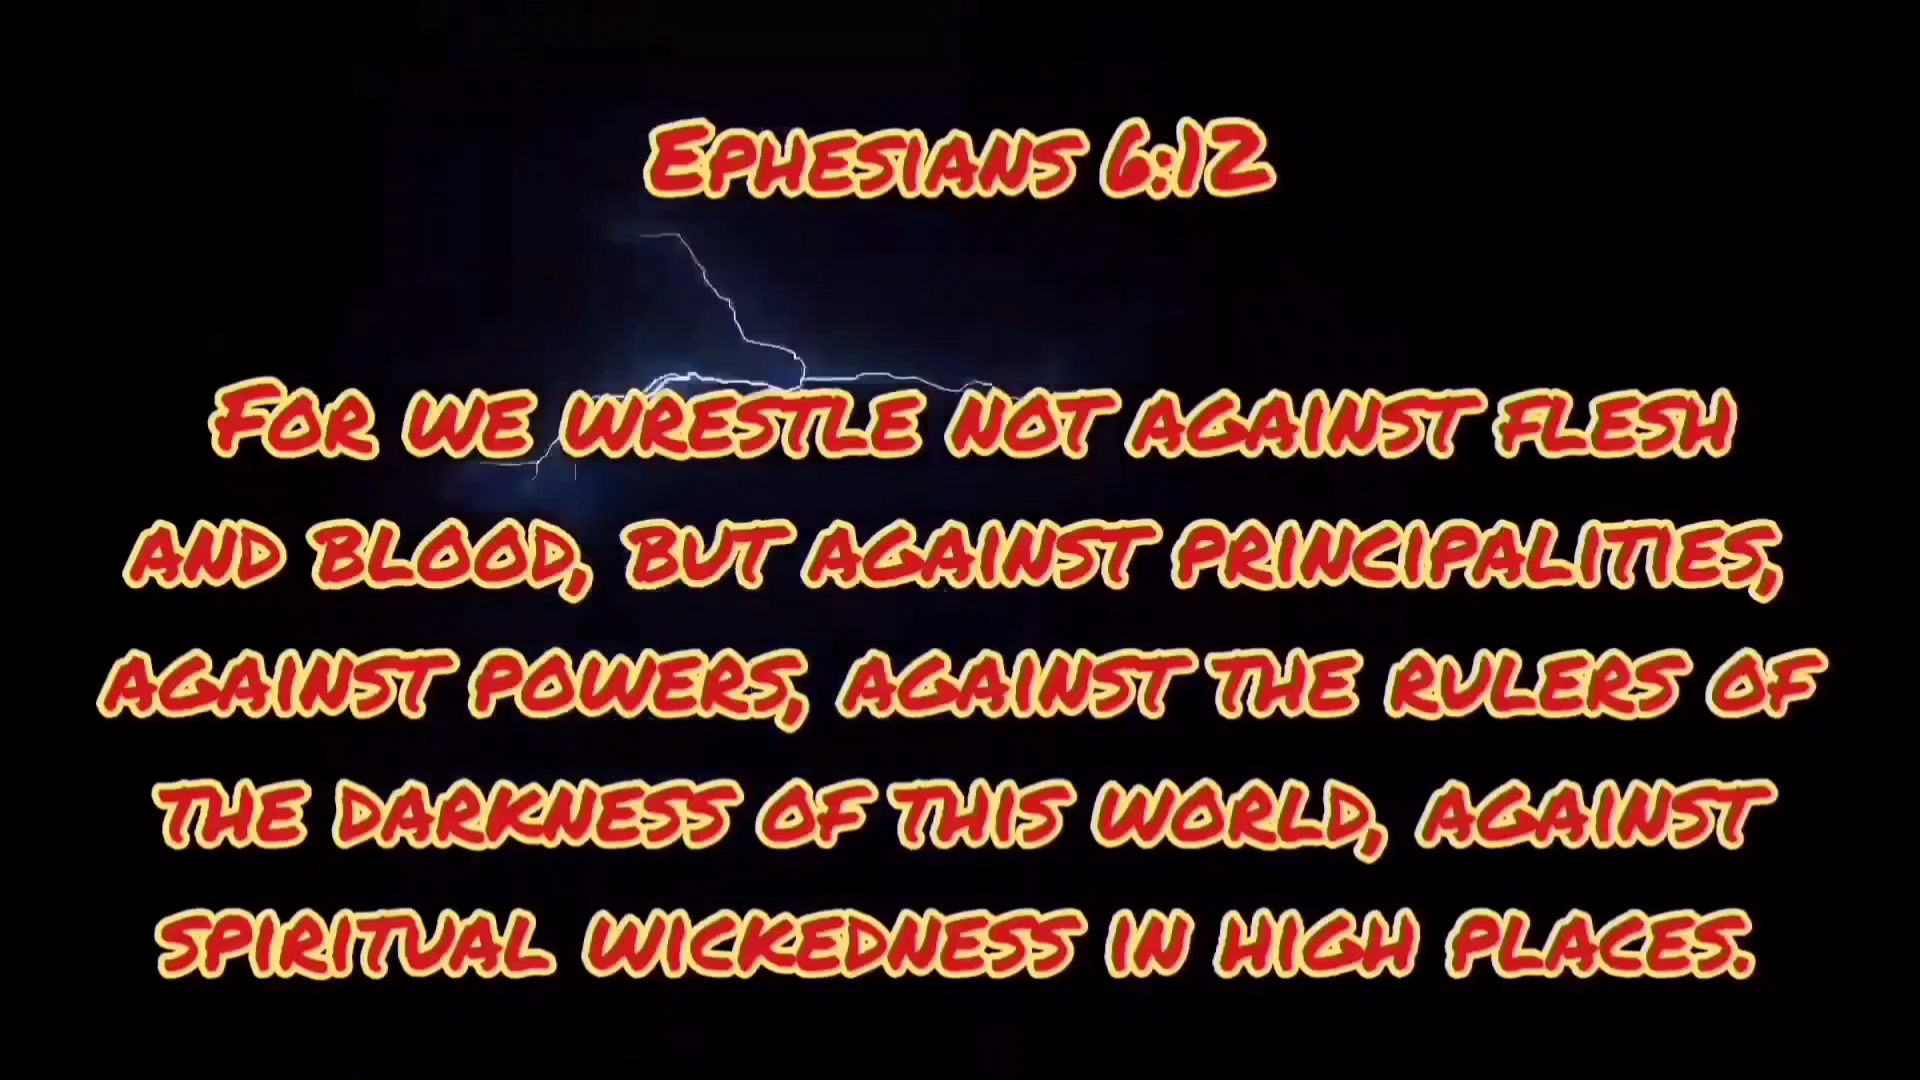 Ephesians 6:12
For we wrestle not against flesh
and blood, but against principalities,
against powers, against the rulers of
the darkness of this world, against
spiritual wickedness in high places.